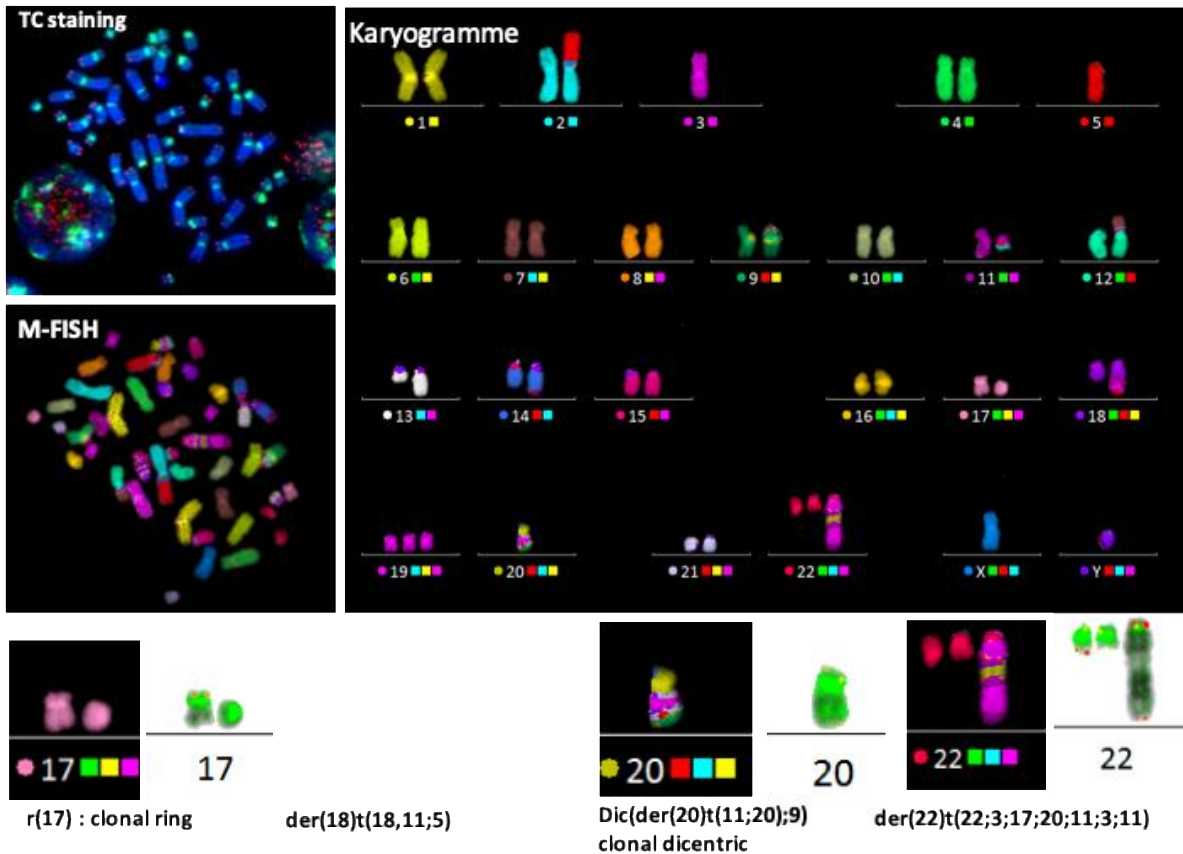 TC staining
Karyogramme
1
2
3
4
5
6
7
8
9
10
11
12
M-FISH
13
14
15
16
17
18
19
20
21
22
X
Y
17
17
20
20
22
22
r(17) : clonal ring
der(18)t(18,11;5)
Dic(der(20)t(11;20);9)
clonal dicentric
der(22)t(22;3;17;20;11;3;11)